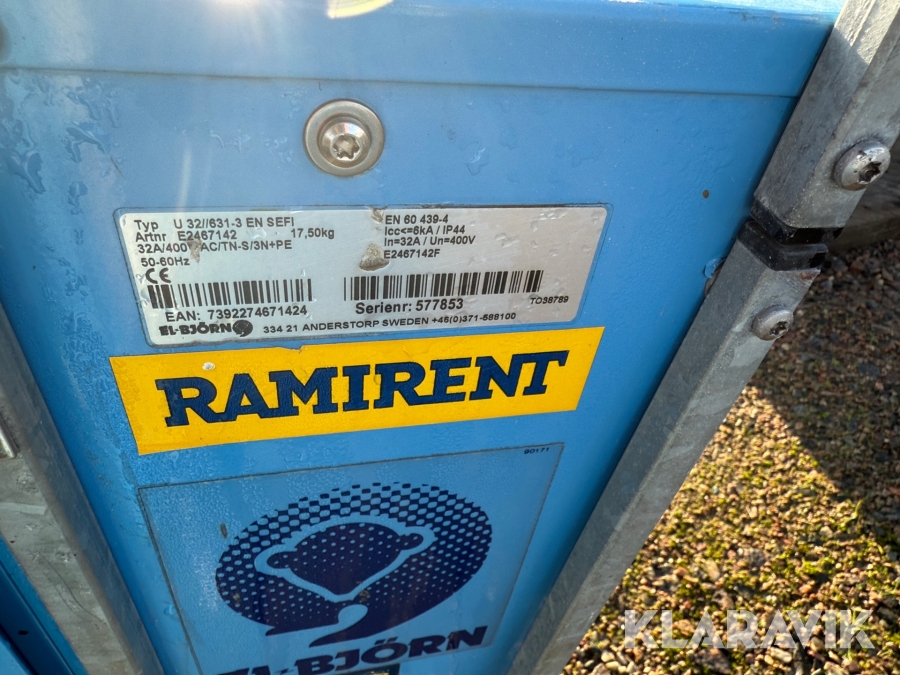 Typ U 32//631-3 EN SEFI
Artnr E2467142 17,50kg
32A/400 AC/TN-S/3N+PE
50-60Hz
CE
EAN: 7392274671424
EN 60 439-4
Icc<=6kA / IP44
In=32A / Un=400V
E2467142F
Serienr: 577853
TOS8789
EL-BJÖRN 334 21 ANDERSTORP SWEDEN +46(0)371-588100
RAMIRENT
90171
EL-BJÖRN
KLARAVIK